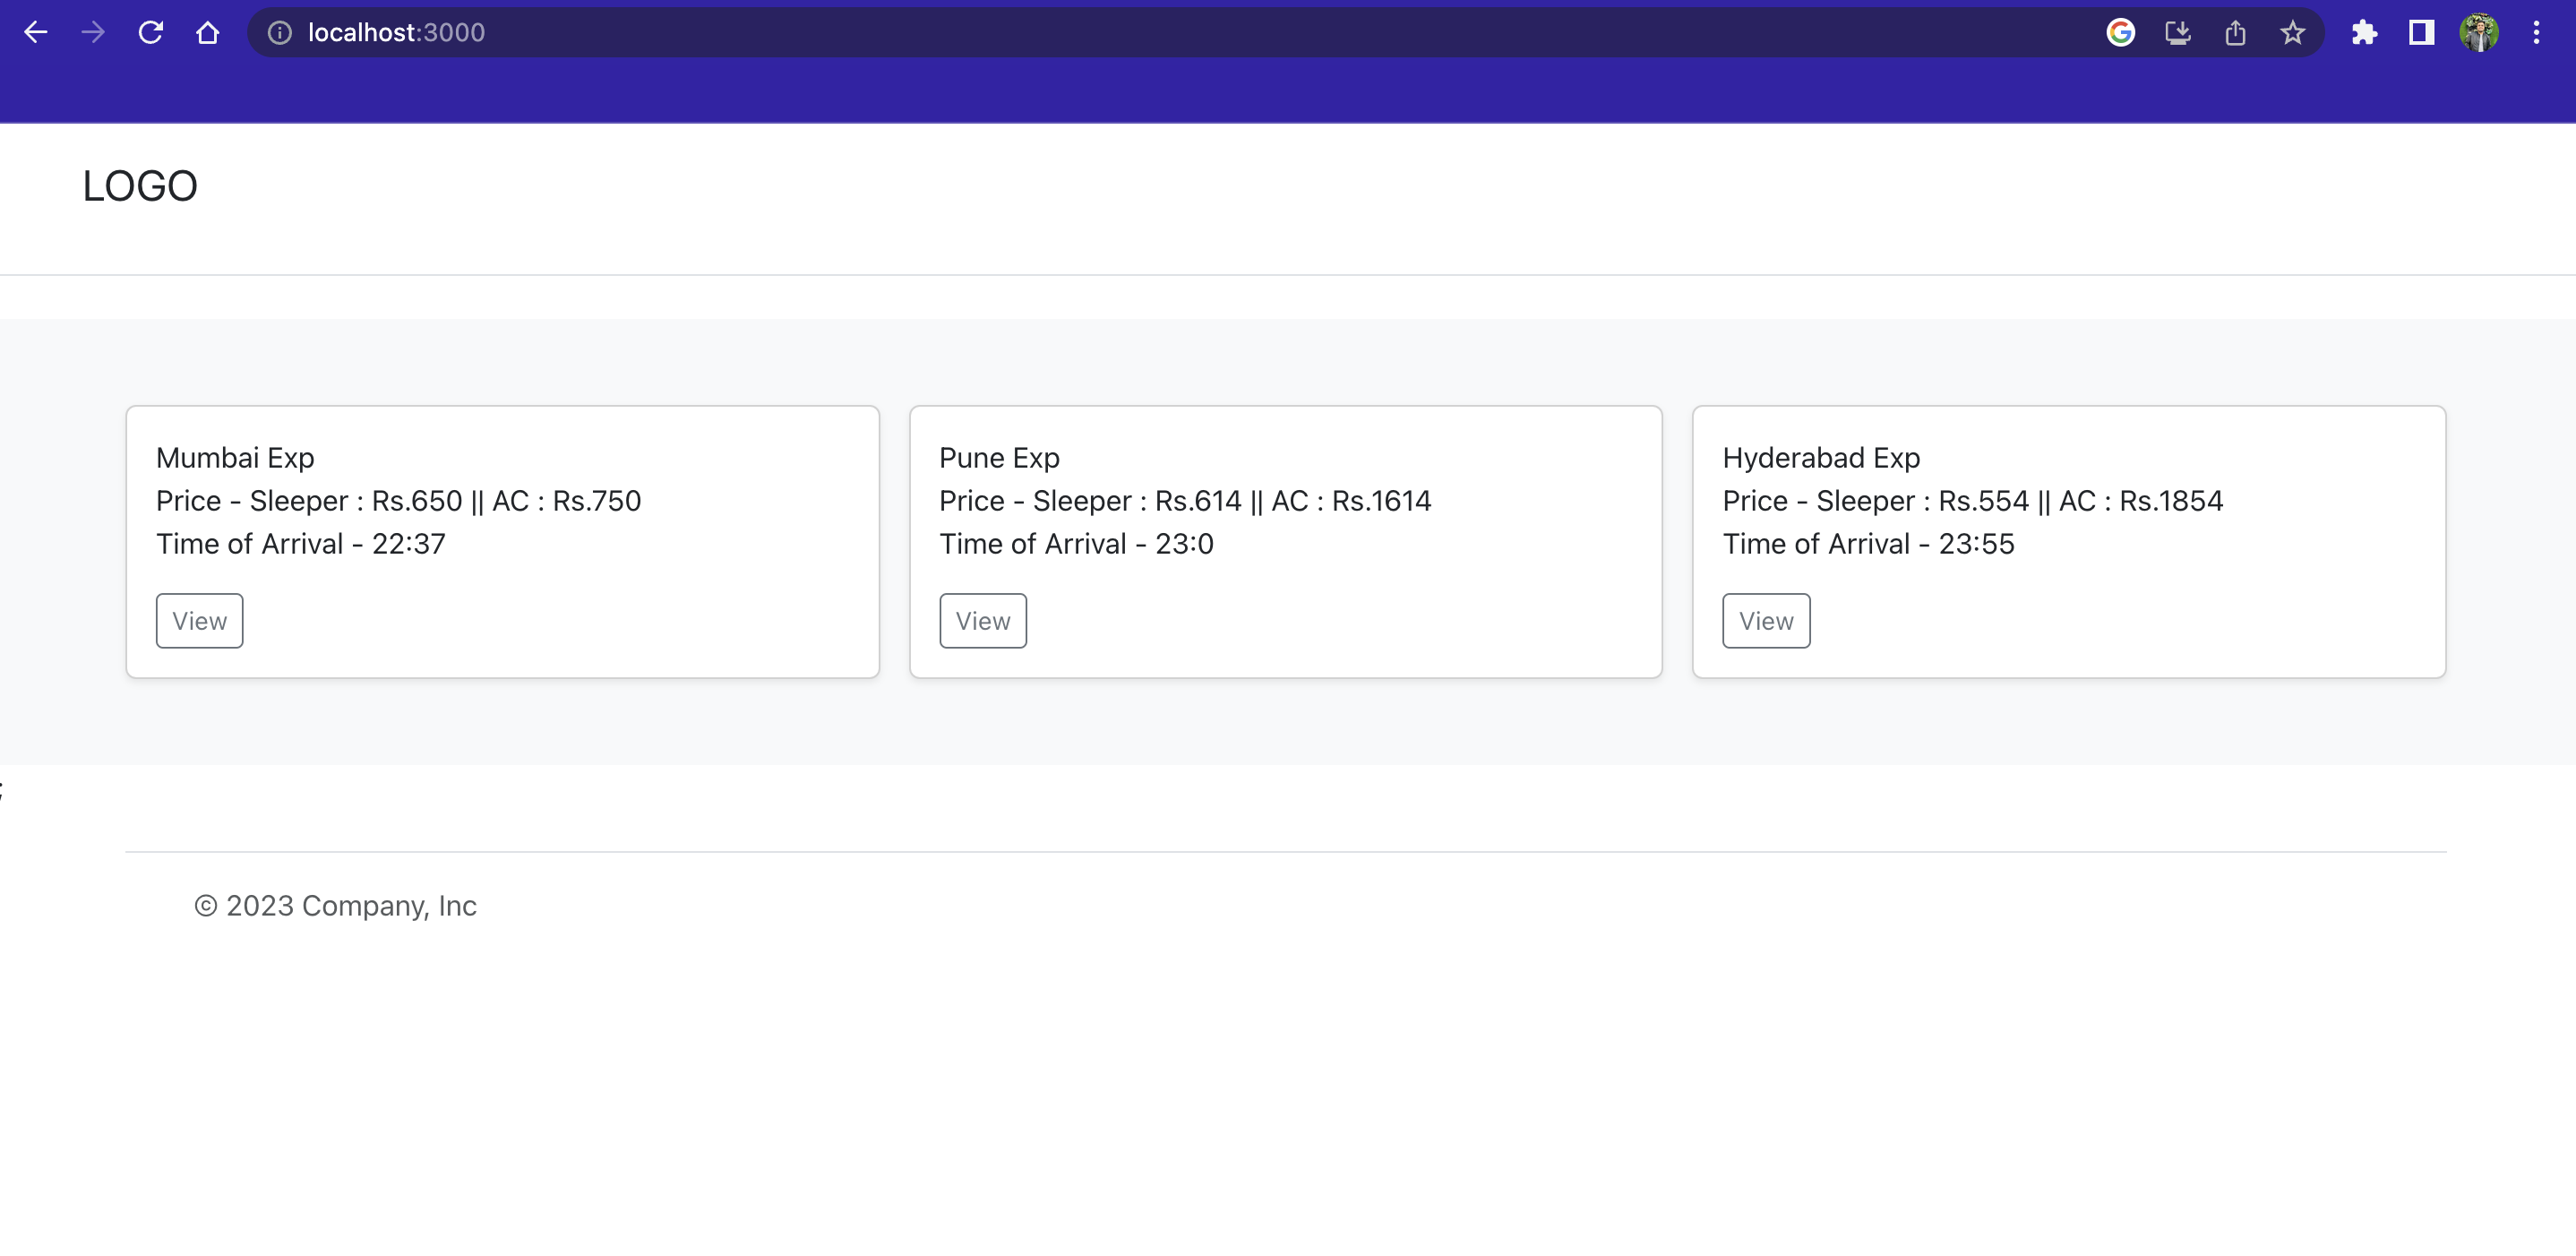 localhost:3000
LOGO
Mumbai Exp
Price - Sleeper : Rs.650 || AC : Rs.750
Time of Arrival - 22:37
View
Pune Exp
Price - Sleeper : Rs.614 || AC : Rs.1614
Time of Arrival - 23:0
View
Hyderabad Exp
Price - Sleeper : Rs.554 || AC : Rs.1854
Time of Arrival - 23:55
View
;
© 2023 Company, Inc